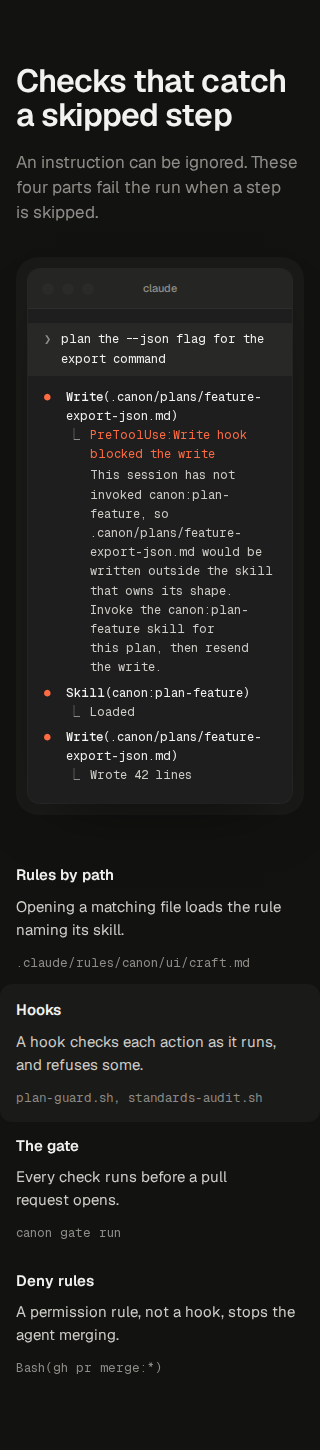 Checks that catch
a skipped step
An instruction can be ignored. These
four parts fail the run when a step
is skipped.
claude
❯ plan the --json flag for the
export command
● Write(.canon/plans/feature-
export-json.md)
⎿ PreToolUse:Write hook
blocked the write
This session has not
invoked canon:plan-
feature, so
.canon/plans/feature-
export-json.md would be
written outside the skill
that owns its shape.
Invoke the canon:plan-
feature skill for
this plan, then resend
the write.
● Skill(canon:plan-feature)
⎿ Loaded
● Write(.canon/plans/feature-
export-json.md)
⎿ Wrote 42 lines
Rules by path
Opening a matching file loads the rule
naming its skill.
.claude/rules/canon/ui/craft.md
Hooks
A hook checks each action as it runs,
and refuses some.
plan-guard.sh, standards-audit.sh
The gate
Every check runs before a pull
request opens.
canon gate run
Deny rules
A permission rule, not a hook, stops the
agent merging.
Bash(gh pr merge:*)